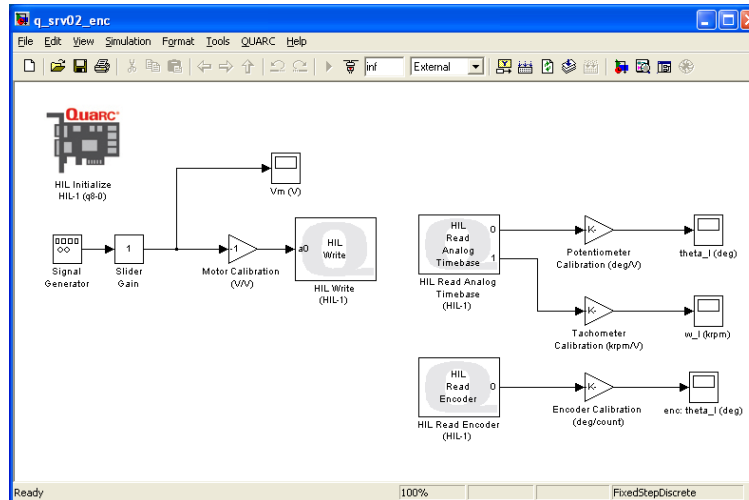 q_srv02_enc
File Edit View Simulation Format Tools QUARC Help
inf
External
QUARC
HIL Initialize
HIL-1 (q8-0)
Vm (V)
Signal
Generator
1
Slider
Gain
-1
Motor Calibration
(V/V)
a0
HIL
Write
HIL Write
(HIL-1)
HIL
Read
Analog
Timebase
0
1
HIL Read Analog
Timebase
(HIL-1)
K-
Potentiometer
Calibration (deg/V)
theta_l (deg)
K-
Tachometer
Calibration (krpm/V)
w_l (krpm)
HIL
Read
Encoder
0
HIL Read Encoder
(HIL-1)
K-
Encoder Calibration
(deg/count)
enc: theta_l (deg)
Ready
100%
FixedStepDiscrete